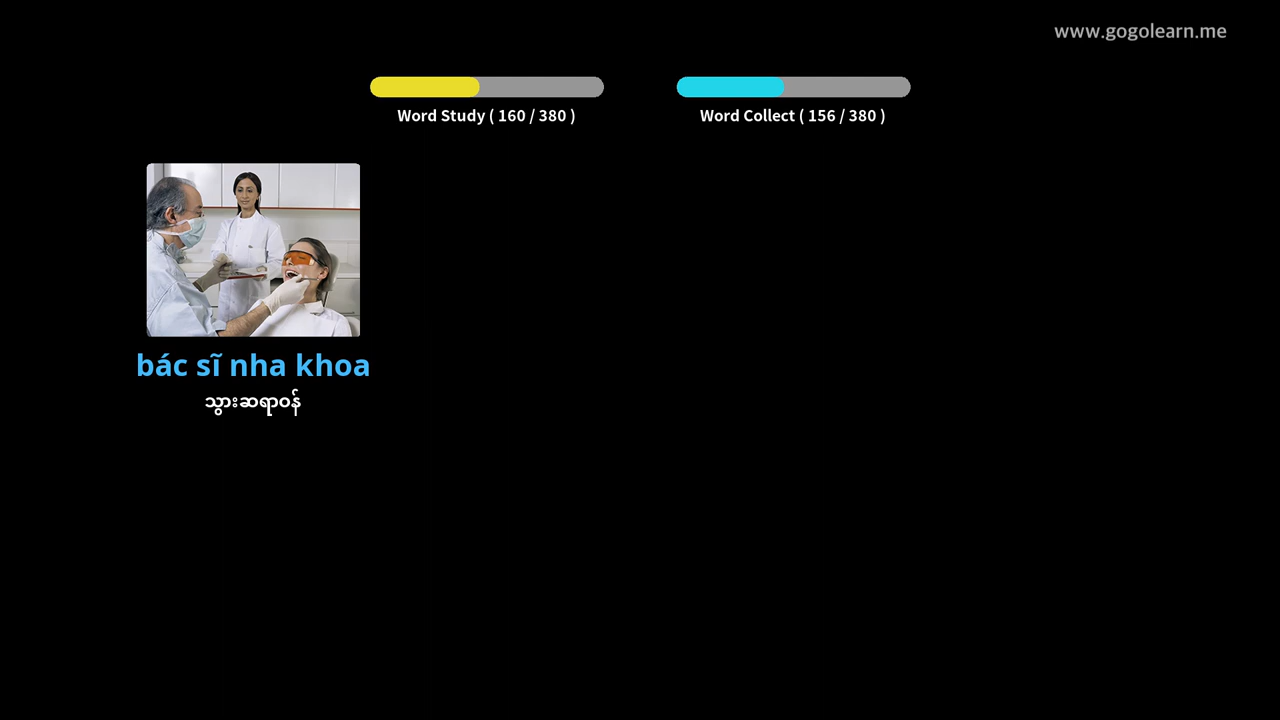 www.gogolearn.me
Word Study ( 160 / 380 )
Word Collect ( 156 / 380 )
bác sĩ nha khoa
သွားဆရာဝန်